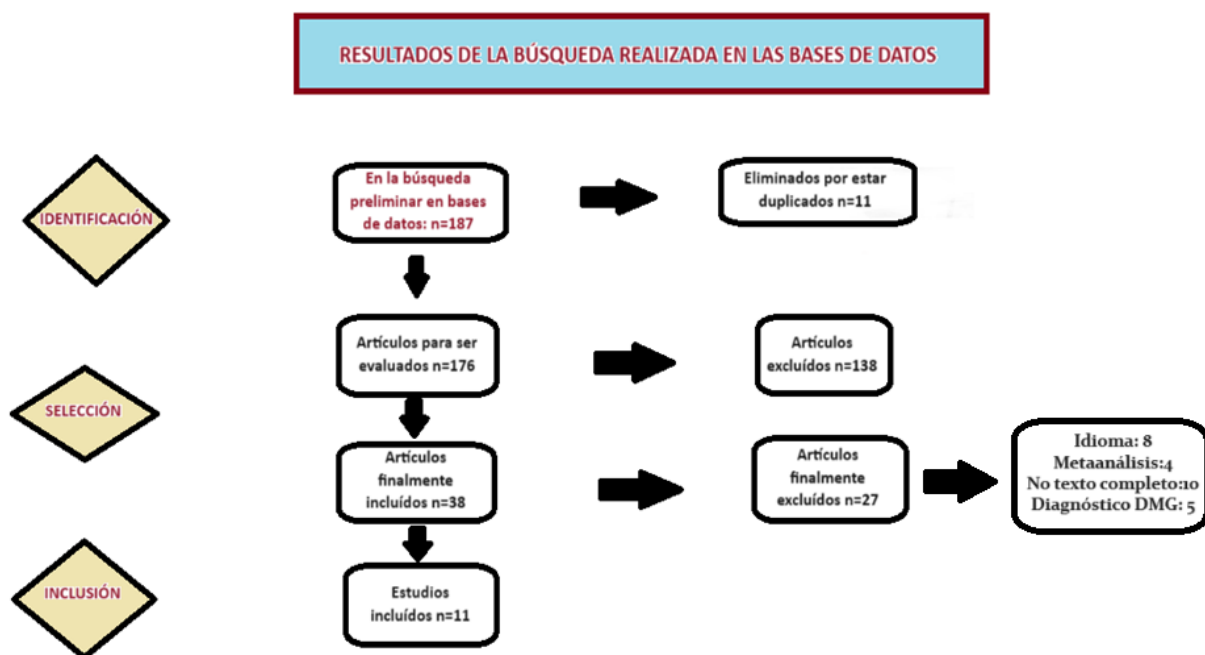 RESULTADOS DE LA BÚSQUEDA REALIZADA EN LAS BASES DE DATOS
IDENTIFICACIÓN
En la búsqueda
preliminar en bases
de datos: n=187
Eliminados por estar
duplicados n=11
SELECCIÓN
Artículos para ser
evaluados n=176
Artículos
excluídos n=138
Artículos
finalmente
incluídos n=38
Artículos
finalmente
excluídos n=27
Idioma: 8
Metaanálisis:4
No texto completo:10
Diagnóstico DMG: 5
INCLUSIÓN
Estudios
incluídos n=11